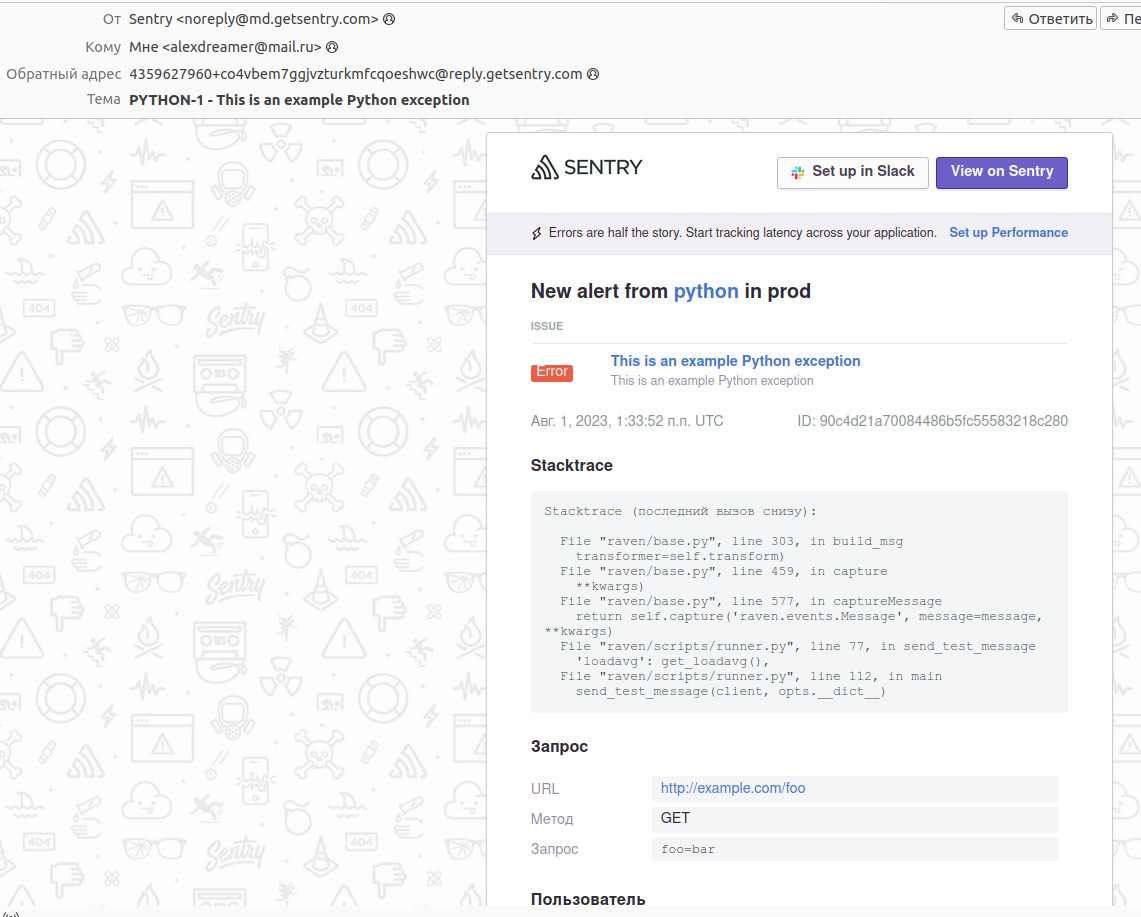 От Sentry <noreply@md.getsentry.com>
Ответить
Пе
Кому Мне <alexdreamer@mail.ru>
Обратный адрес 4359627960+co4vbem7ggjvzturkmfcqoeshwc@reply.getsentry.com
Тема PYTHON-1 - This is an example Python exception
SENTRY
Set up in Slack
View on Sentry
Errors are half the story. Start tracking latency across your application. Set up Performance
New alert from python in prod
ISSUE
Error
This is an example Python exception
This is an example Python exception
Авг. 1, 2023, 1:33:52 п.п. UTC ID: 90c4d21a70084486b5fc55583218c280
Stacktrace
Stacktrace (последний вызов снизу):
File "raven/base.py", line 303, in build_msg
transformer=self.transform)
File "raven/base.py", line 459, in capture
**kwargs)
File "raven/base.py", line 577, in captureMessage
return self.capture('raven.events.Message', message=message,
**kwargs)
File "raven/scripts/runner.py", line 77, in send_test_message
'loadavg': get_loadavg(),
File "raven/scripts/runner.py", line 112, in main
send_test_message(client, opts.__dict__)
Запрос
URL http://example.com/foo
Метод GET
Запрос foo=bar
Пользователь